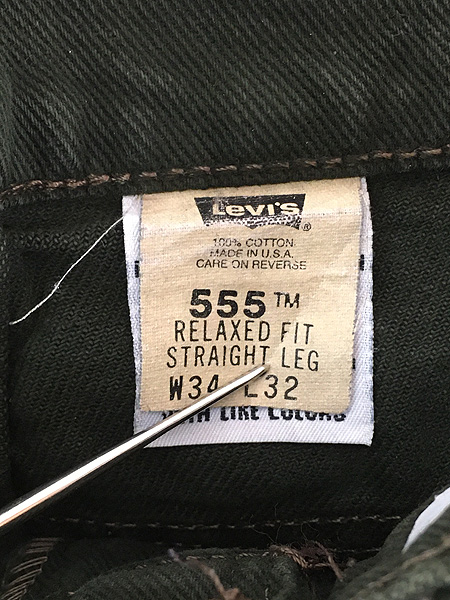 Levi's®
100% COTTON
MADE IN U.S.A.
CARE ON REVERSE
555™
RELAXED FIT
STRAIGHT LEG
W34 L32
WITH LIKE COLORS